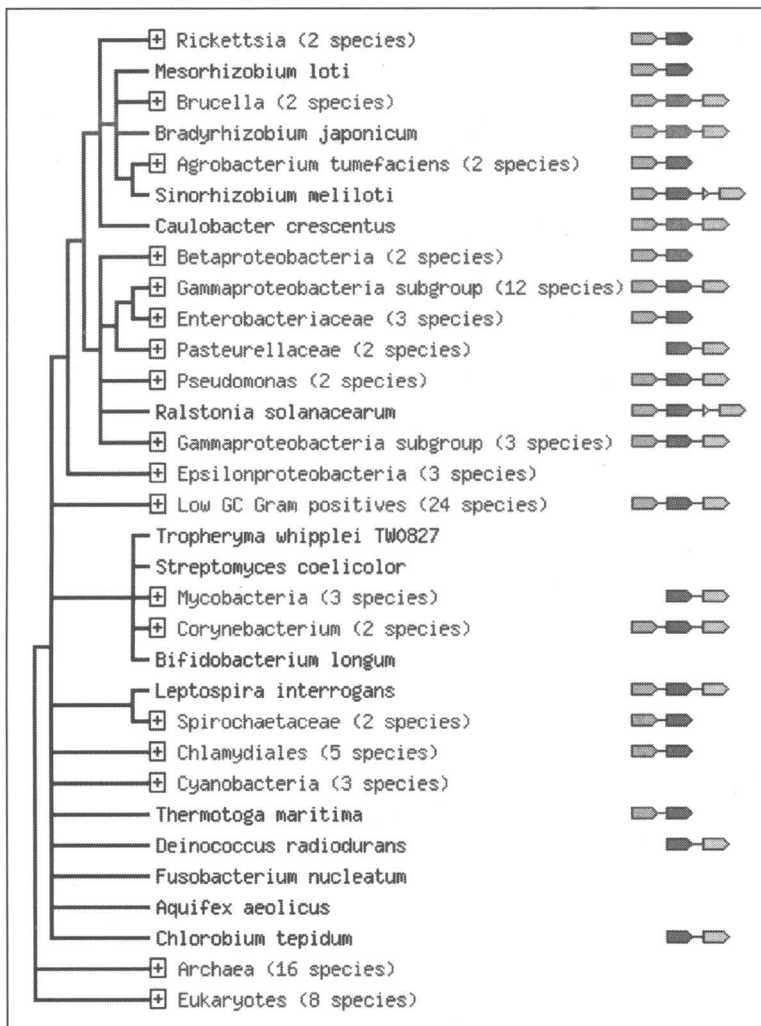 Rickettsia (2 species)
Mesorhizobium loti
Brucella (2 species)
Bradyrhizobium japonicum
Agrobacterium tumefaciens (2 species)
Sinorhizobium meliloti
Caulobacter crescentus
Betaproteobacteria (2 species)
Gammaproteobacteria subgroup (12 species)
Enterobacteriaceae (3 species)
Pasteurellaceae (2 species)
Pseudomonas (2 species)
Ralstonia solanacearum
Gammaproteobacteria subgroup (3 species)
Epsilonproteobacteria (3 species)
Low GC Gram positives (24 species)
Tropheryma whipplei TW0827
Streptomyces coelicolor
Mycobacteria (3 species)
Corynebacterium (2 species)
Bifidobacterium longum
Leptospira interrogans
Spirochaetaceae (2 species)
Chlamydiales (5 species)
Cyanobacteria (3 species)
Thermotoga maritima
Deinococcus radiodurans
Fusobacterium nucleatum
Aquifex aeolicus
Chlorobium tepidum
Archaea (16 species)
Eukaryotes (8 species)